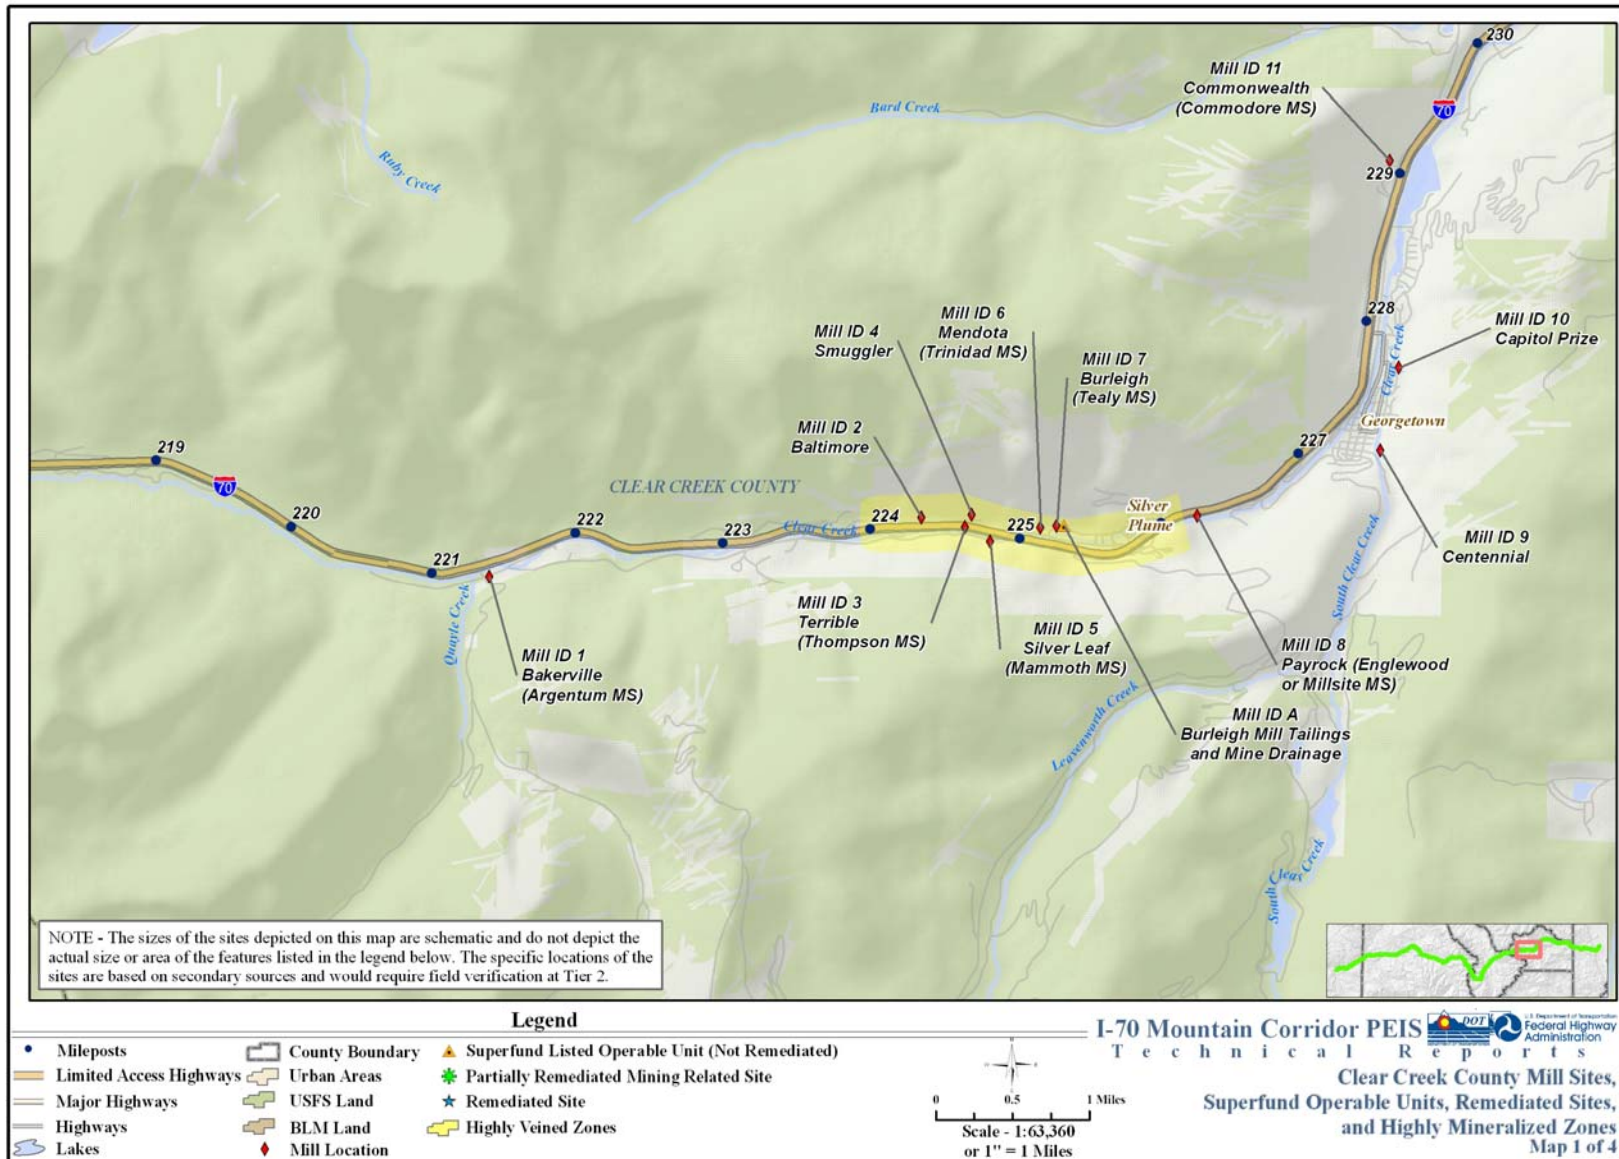 230
Mill ID 11
Commonwealth
(Commodore MS)
70
Bard Creek
Ruby Creek
229
228
Mill ID 10
Capitol Prize
Clear Creek
Mill ID 6
Mendota
(Trinidad MS)
Mill ID 4
Smuggler
Mill ID 7
Burleigh
(Tealy MS)
Georgetown
Mill ID 2
Baltimore
227
219
70
CLEAR CREEK COUNTY
Silver
Plume
220
222
223
Clear Creek
224
225
221
Mill ID 9
Centennial
South Clear Creek
Quayle Creek
Mill ID 3
Terrible
(Thompson MS)
Mill ID 5
Silver Leaf
(Mammoth MS)
Mill ID 1
Bakerville
(Argentum MS)
Mill ID 8
Payrock (Englewood
or Millsite MS)
Leavenworth Creek
Mill ID A
Burleigh Mill Tailings
and Mine Drainage
South Clear Creek
NOTE - The sizes of the sites depicted on this map are schematic and do not depict the
actual size or area of the features listed in the legend below. The specific locations of the
sites are based on secondary sources and would require field verification at Tier 2.
Legend
Mileposts
Limited Access Highways
Major Highways
Highways
Lakes
County Boundary
Urban Areas
USFS Land
BLM Land
Mill Location
Superfund Listed Operable Unit (Not Remediated)
Partially Remediated Mining Related Site
Remediated Site
Highly Veined Zones
0 0.5 1 Miles
Scale - 1:63,360
or 1" = 1 Miles
I-70 Mountain Corridor PEIS
DOT
U.S. Department of Transportation
Federal Highway
Administration
Technical Reports
Clear Creek County Mill Sites,
Superfund Operable Units, Remediated Sites,
and Highly Mineralized Zones
Map 1 of 4